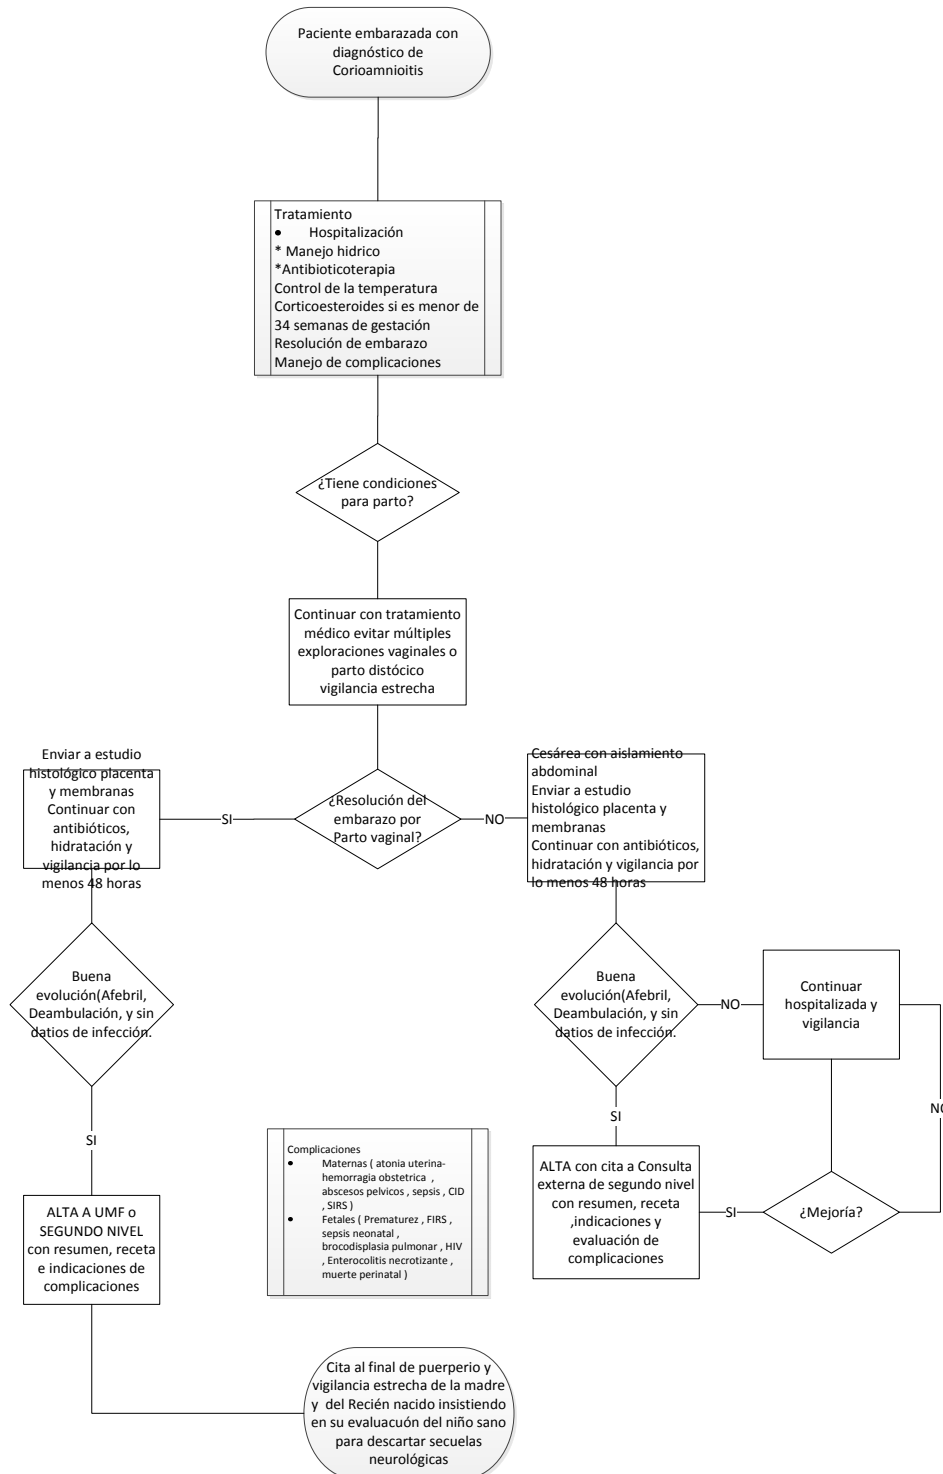 Paciente embarazada con
diagnóstico de
Corioamnioitis
Tratamiento
• Hospitalización
* Manejo hidrico
*Antibioticoterapia
Control de la temperatura
Corticoesteroides si es menor de
34 semanas de gestación
Resolución de embarazo
Manejo de complicaciones
¿Tiene condiciones
para parto?
Continuar con tratamiento
médico evitar múltiples
exploraciones vaginales o
parto distócico
vigilancia estrecha
¿Resolución del
embarazo por
Parto vaginal?
SI
NO
Enviar a estudio
histológico placenta
y membranas
Continuar con
antibióticos,
hidratación y
vigilancia por lo
menos 48 horas
Cesárea con aislamiento
abdominal
Enviar a estudio
histológico placenta y
membranas
Continuar con antibióticos,
hidratación y vigilancia por
lo menos 48 horas
Buena
evolución(Afebril,
Deambulación, y sin
datios de infección.
SI
Buena
evolución(Afebril,
Deambulación, y sin
datios de infección.
NO
Continuar
hospitalizada y
vigilancia
NO
SI
ALTA A UMF o
SEGUNDO NIVEL
con resumen, receta
e indicaciones de
complicaciones
Complicaciones
• Maternas ( atonia uterina-
hemorragia obstetrica ,
abscesos pelvicos , sepsis , CID
, SIRS )
• Fetales ( Prematurez , FIRS ,
sepsis neonatal ,
brocodisplasia pulmonar , HIV
, Enterocolitis necrotizante ,
muerte perinatal )
ALTA con cita a Consulta
externa de segundo nivel
con resumen, receta
,indicaciones y
evaluación de
complicaciones
SI
¿Mejoría?
Cita al final de puerperio y
vigilancia estrecha de la madre
y del Recién nacido insistiendo
en su evaluacuón del niño sano
para descartar secuelas
neurológicas